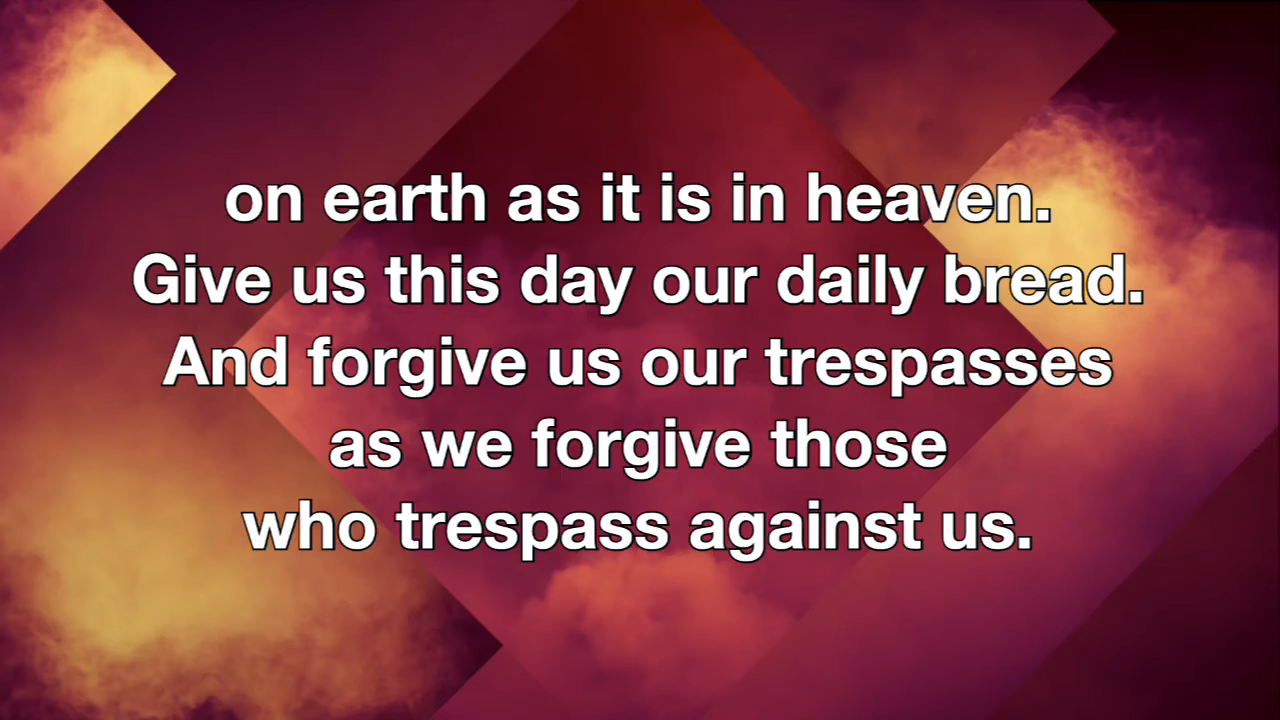 on earth as it is in heaven.
Give us this day our daily bread.
And forgive us our trespasses
as we forgive those
who trespass against us.